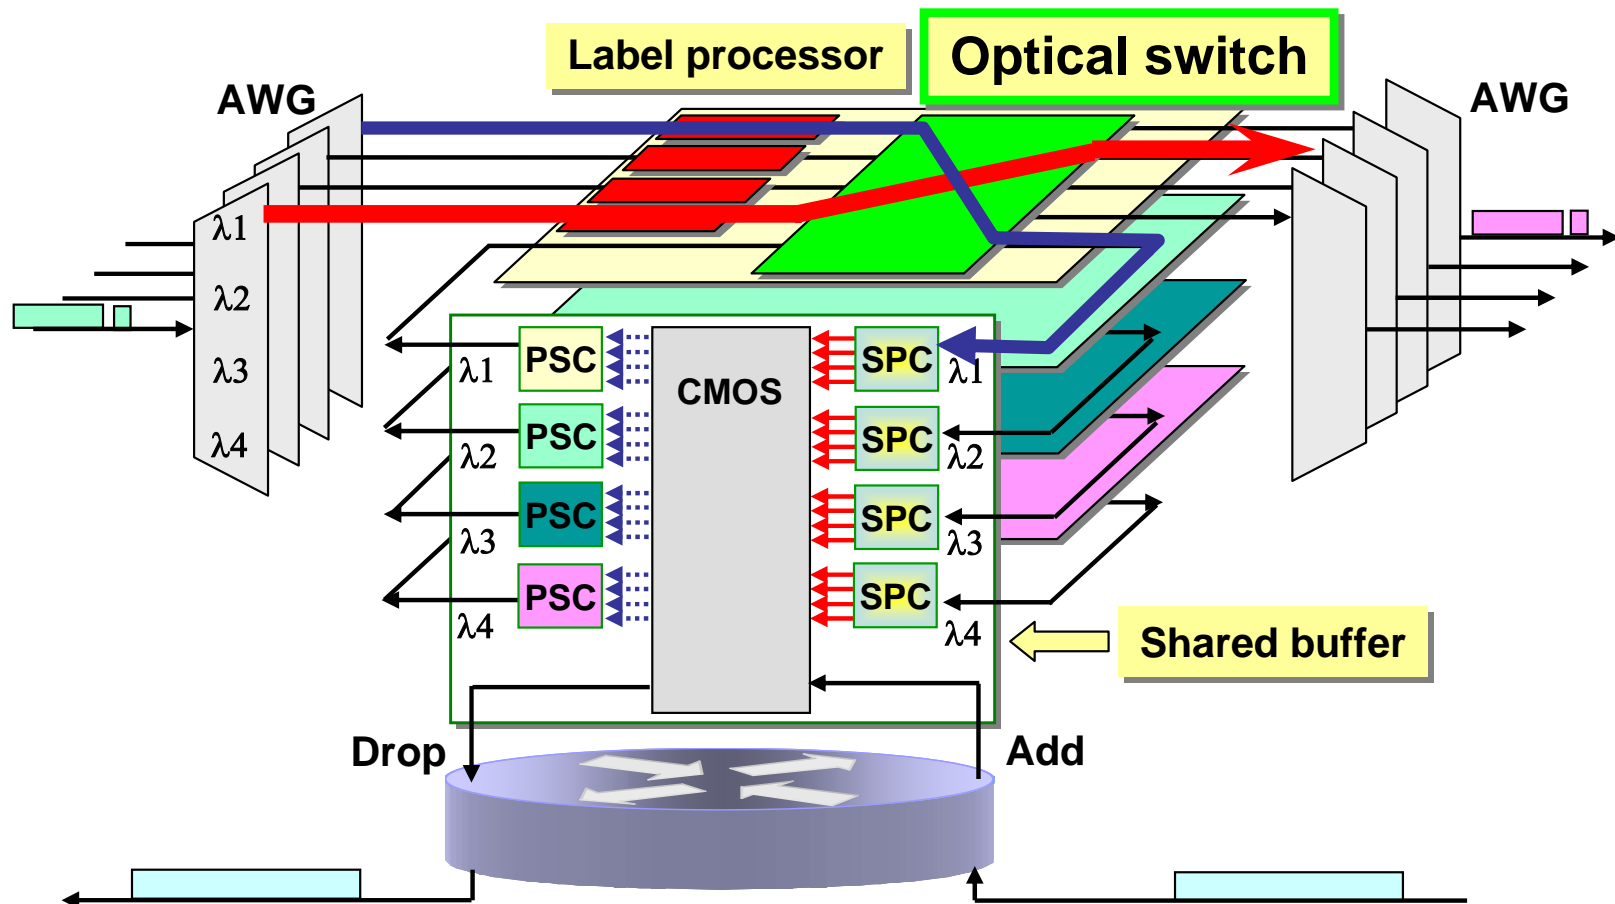 Label processor
Optical switch
AWG
AWG
λ1
λ2
λ3
λ4
PSC
CMOS
SPC
λ1
λ1
PSC
SPC
λ2
λ2
PSC
SPC
λ3
λ3
PSC
SPC
λ4
λ4
Shared buffer
Drop
Add